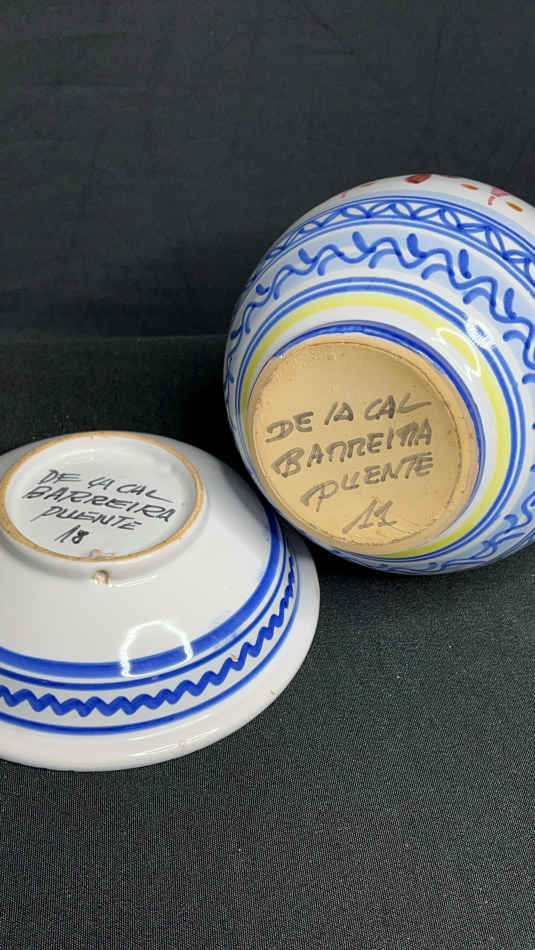 DE LA CAL
BARREIRA
PUENTE
18
DE LA CAL
BARREIRA
PUENTE
11